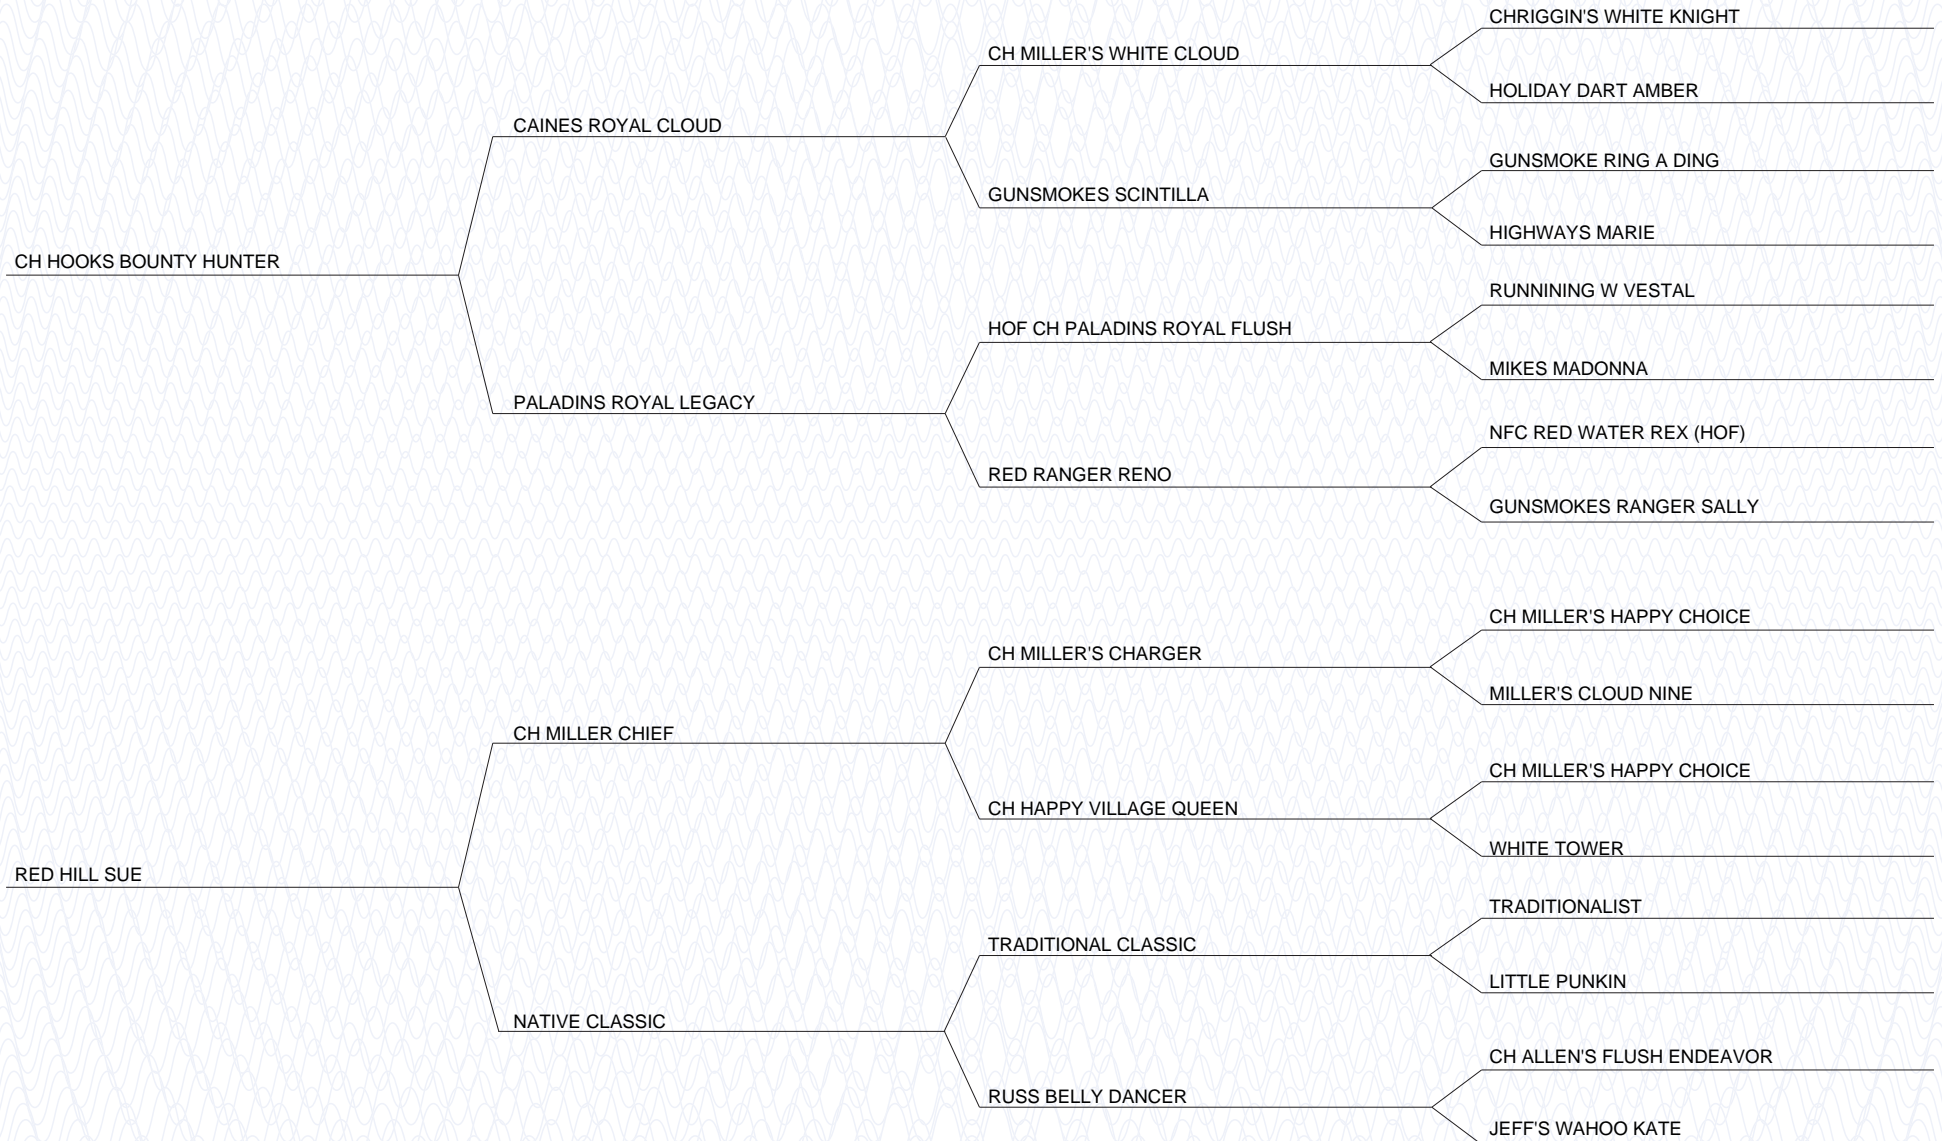 CHRIGGIN'S WHITE KNIGHT
CH MILLER'S WHITE CLOUD
HOLIDAY DART AMBER
CAINES ROYAL CLOUD
GUNSMOKE RING A DING
GUNSMOKES SCINTILLA
HIGHWAYS MARIE
CH HOOKS BOUNTY HUNTER
RUNNINING W VESTAL
HOF CH PALADINS ROYAL FLUSH
MIKES MADONNA
PALADINS ROYAL LEGACY
NFC RED WATER REX (HOF)
RED RANGER RENO
GUNSMOKES RANGER SALLY
CH MILLER'S HAPPY CHOICE
CH MILLER'S CHARGER
MILLER'S CLOUD NINE
CH MILLER CHIEF
CH MILLER'S HAPPY CHOICE
CH HAPPY VILLAGE QUEEN
WHITE TOWER
RED HILL SUE
TRADITIONALIST
TRADITIONAL CLASSIC
LITTLE PUNKIN
NATIVE CLASSIC
CH ALLEN'S FLUSH ENDEAVOR
RUSS BELLY DANCER
JEFF'S WAHOO KATE